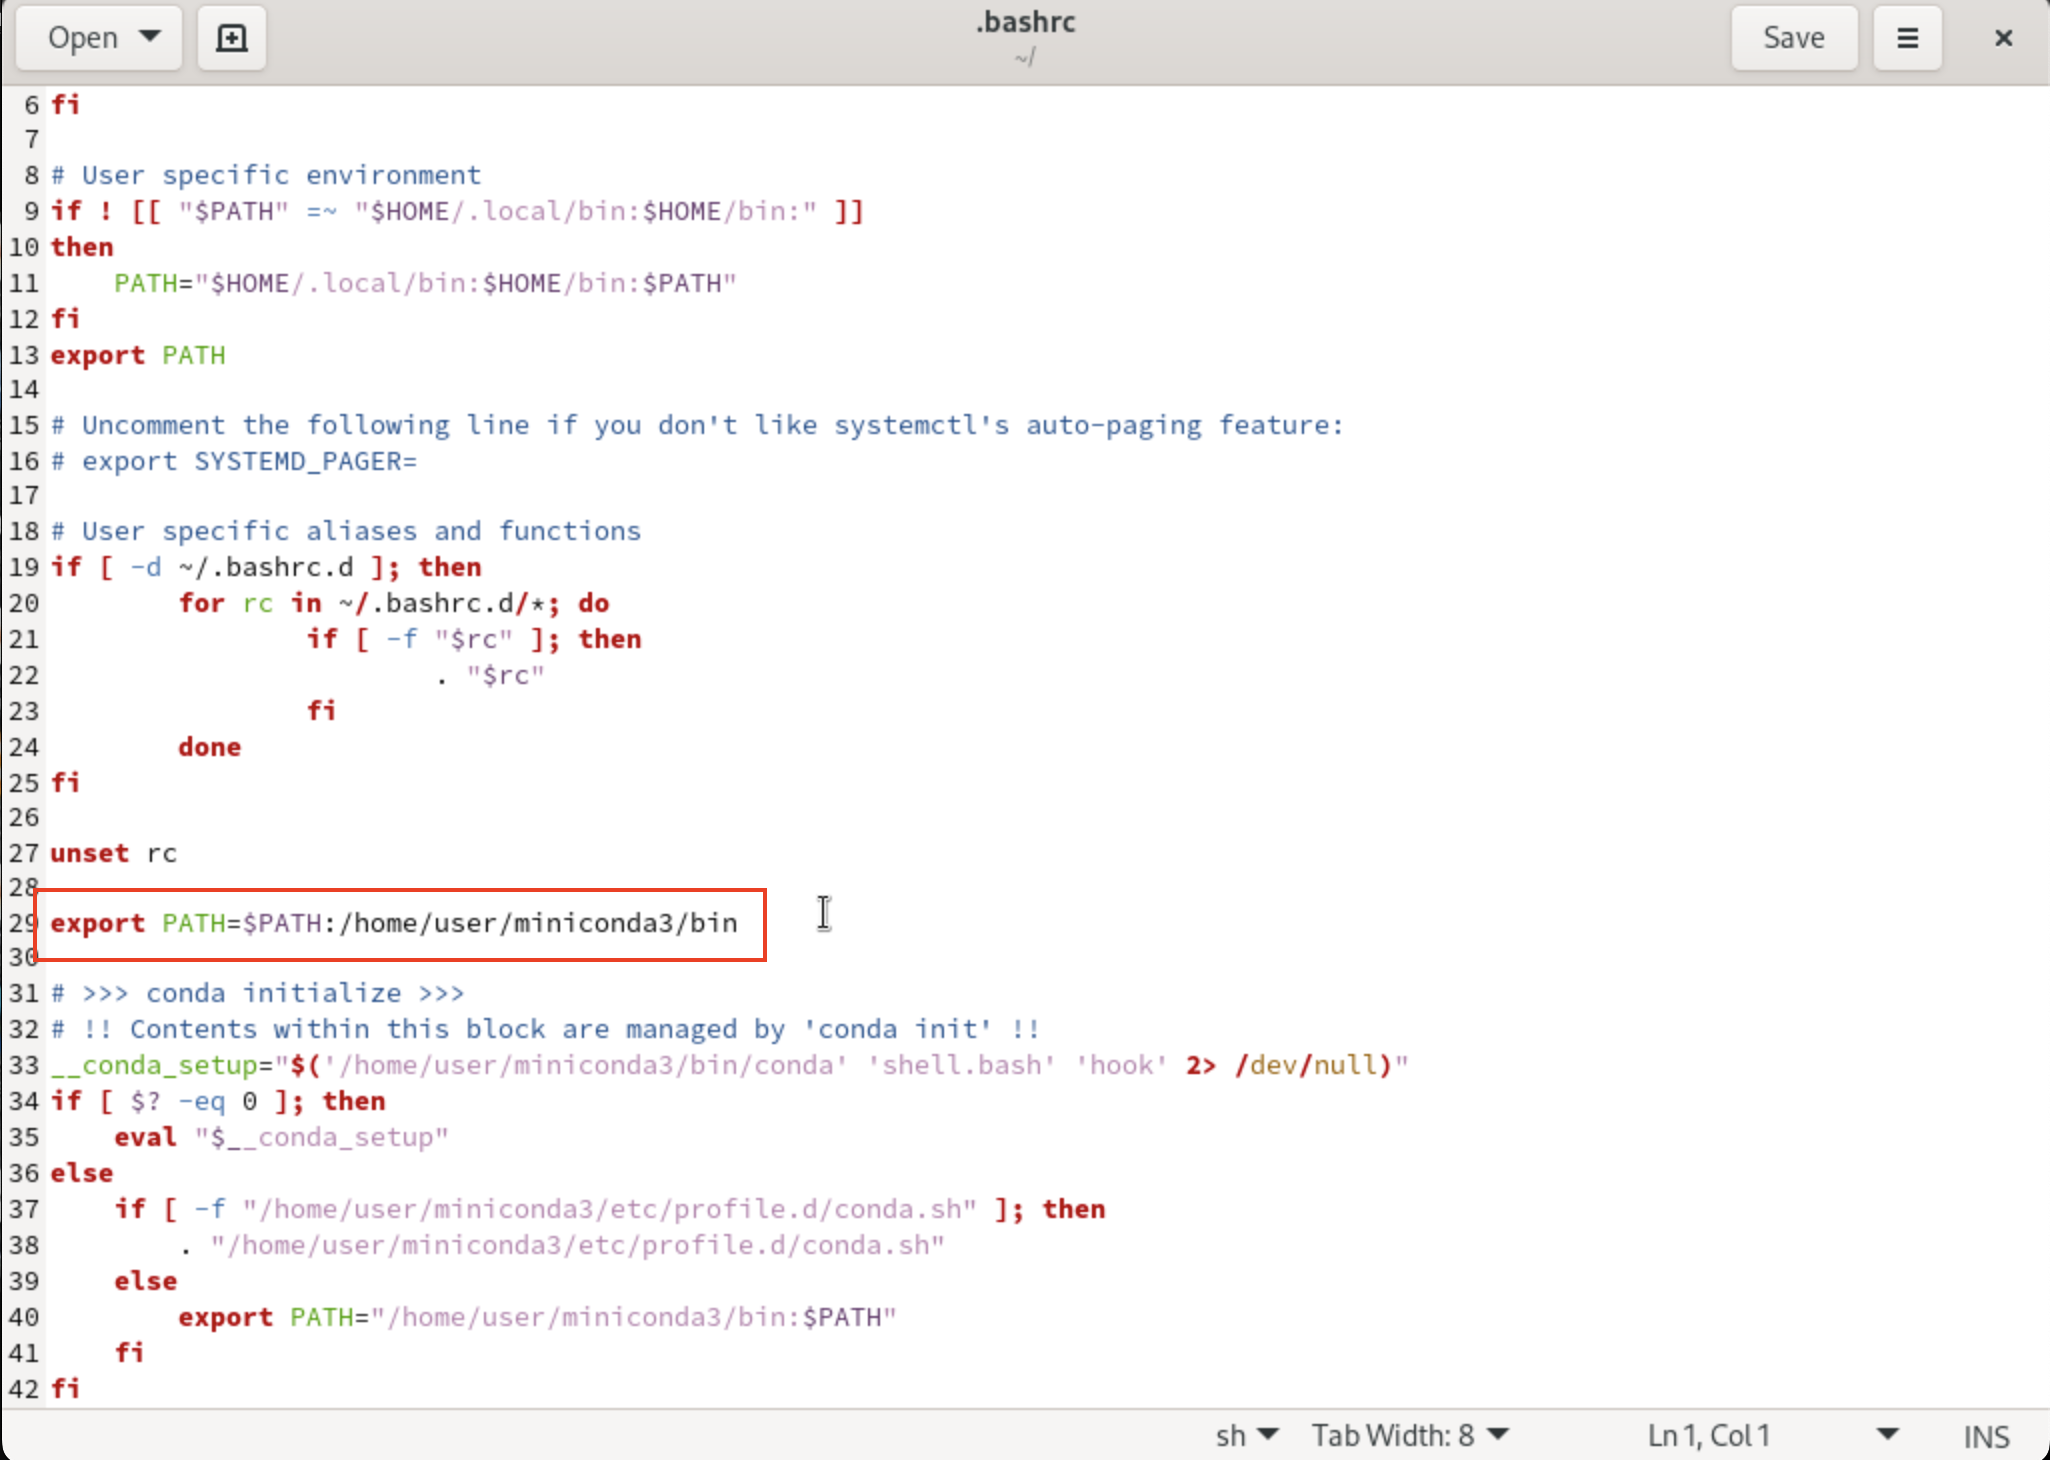 Open
.bashrc
~/
Save
6 fi
7
8 # User specific environment
9 if ! [[ "$PATH" =~ "$HOME/.local/bin:$HOME/bin:" ]]
10 then
11     PATH="$HOME/.local/bin:$HOME/bin:$PATH"
12 fi
13 export PATH
14
15 # Uncomment the following line if you don't like systemctl's auto-paging feature:
16 # export SYSTEMD_PAGER=
17
18 # User specific aliases and functions
19 if [ -d ~/.bashrc.d ]; then
20         for rc in ~/.bashrc.d/*; do
21                 if [ -f "$rc" ]; then
22                         . "$rc"
23                 fi
24         done
25 fi
26
27 unset rc
28
29 export PATH=$PATH:/home/user/miniconda3/bin
30
31 # >>> conda initialize >>>
32 # !! Contents within this block are managed by 'conda init' !!
33 __conda_setup="$('/home/user/miniconda3/bin/conda' 'shell.bash' 'hook' 2> /dev/null)"
34 if [ $? -eq 0 ]; then
35     eval "$__conda_setup"
36 else
37     if [ -f "/home/user/miniconda3/etc/profile.d/conda.sh" ]; then
38         . "/home/user/miniconda3/etc/profile.d/conda.sh"
39     else
40         export PATH="/home/user/miniconda3/bin:$PATH"
41     fi
42 fi
sh Tab Width: 8 Ln 1, Col 1 INS